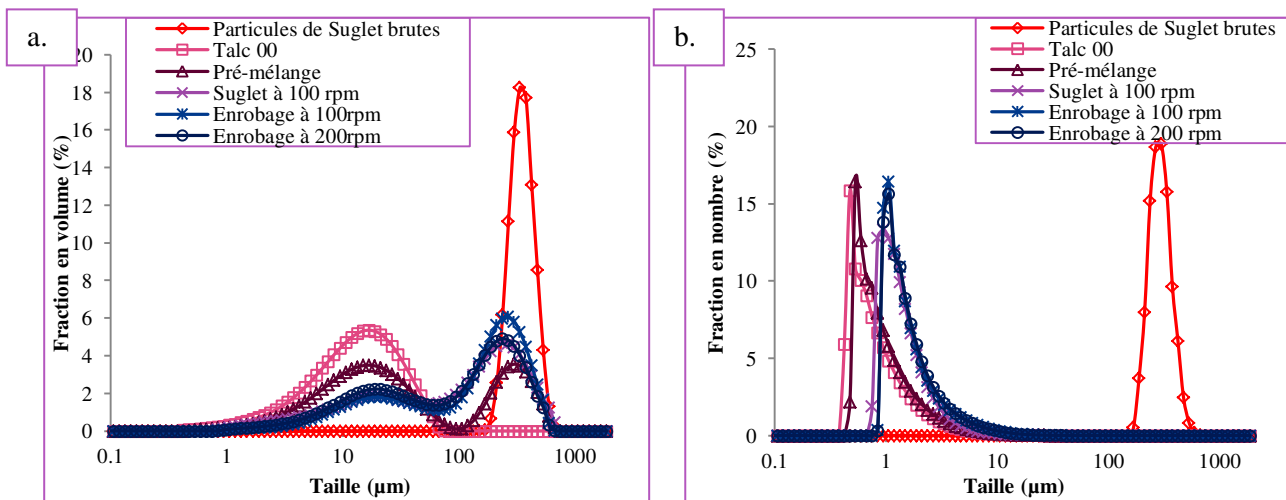 a.
Particules de Suglet brutes
Talc 00
Pré-mélange
Suglet à 100 rpm
Enrobage à 100rpm
Enrobage à 200rpm
20
18
16
14
12
10
8
6
4
2
0
Fraction en volume (%)
0.1 1 10 100 1000
Taille (µm)
b.
Particules de Suglet brutes
Talc 00
Pré-mélange
Suglet à 100 rpm
Enrobage à 100 rpm
Enrobage à 200 rpm
25
20
15
10
5
0
Fraction en nombre (%)
0.1 1 10 100 1000
Taille (µm)